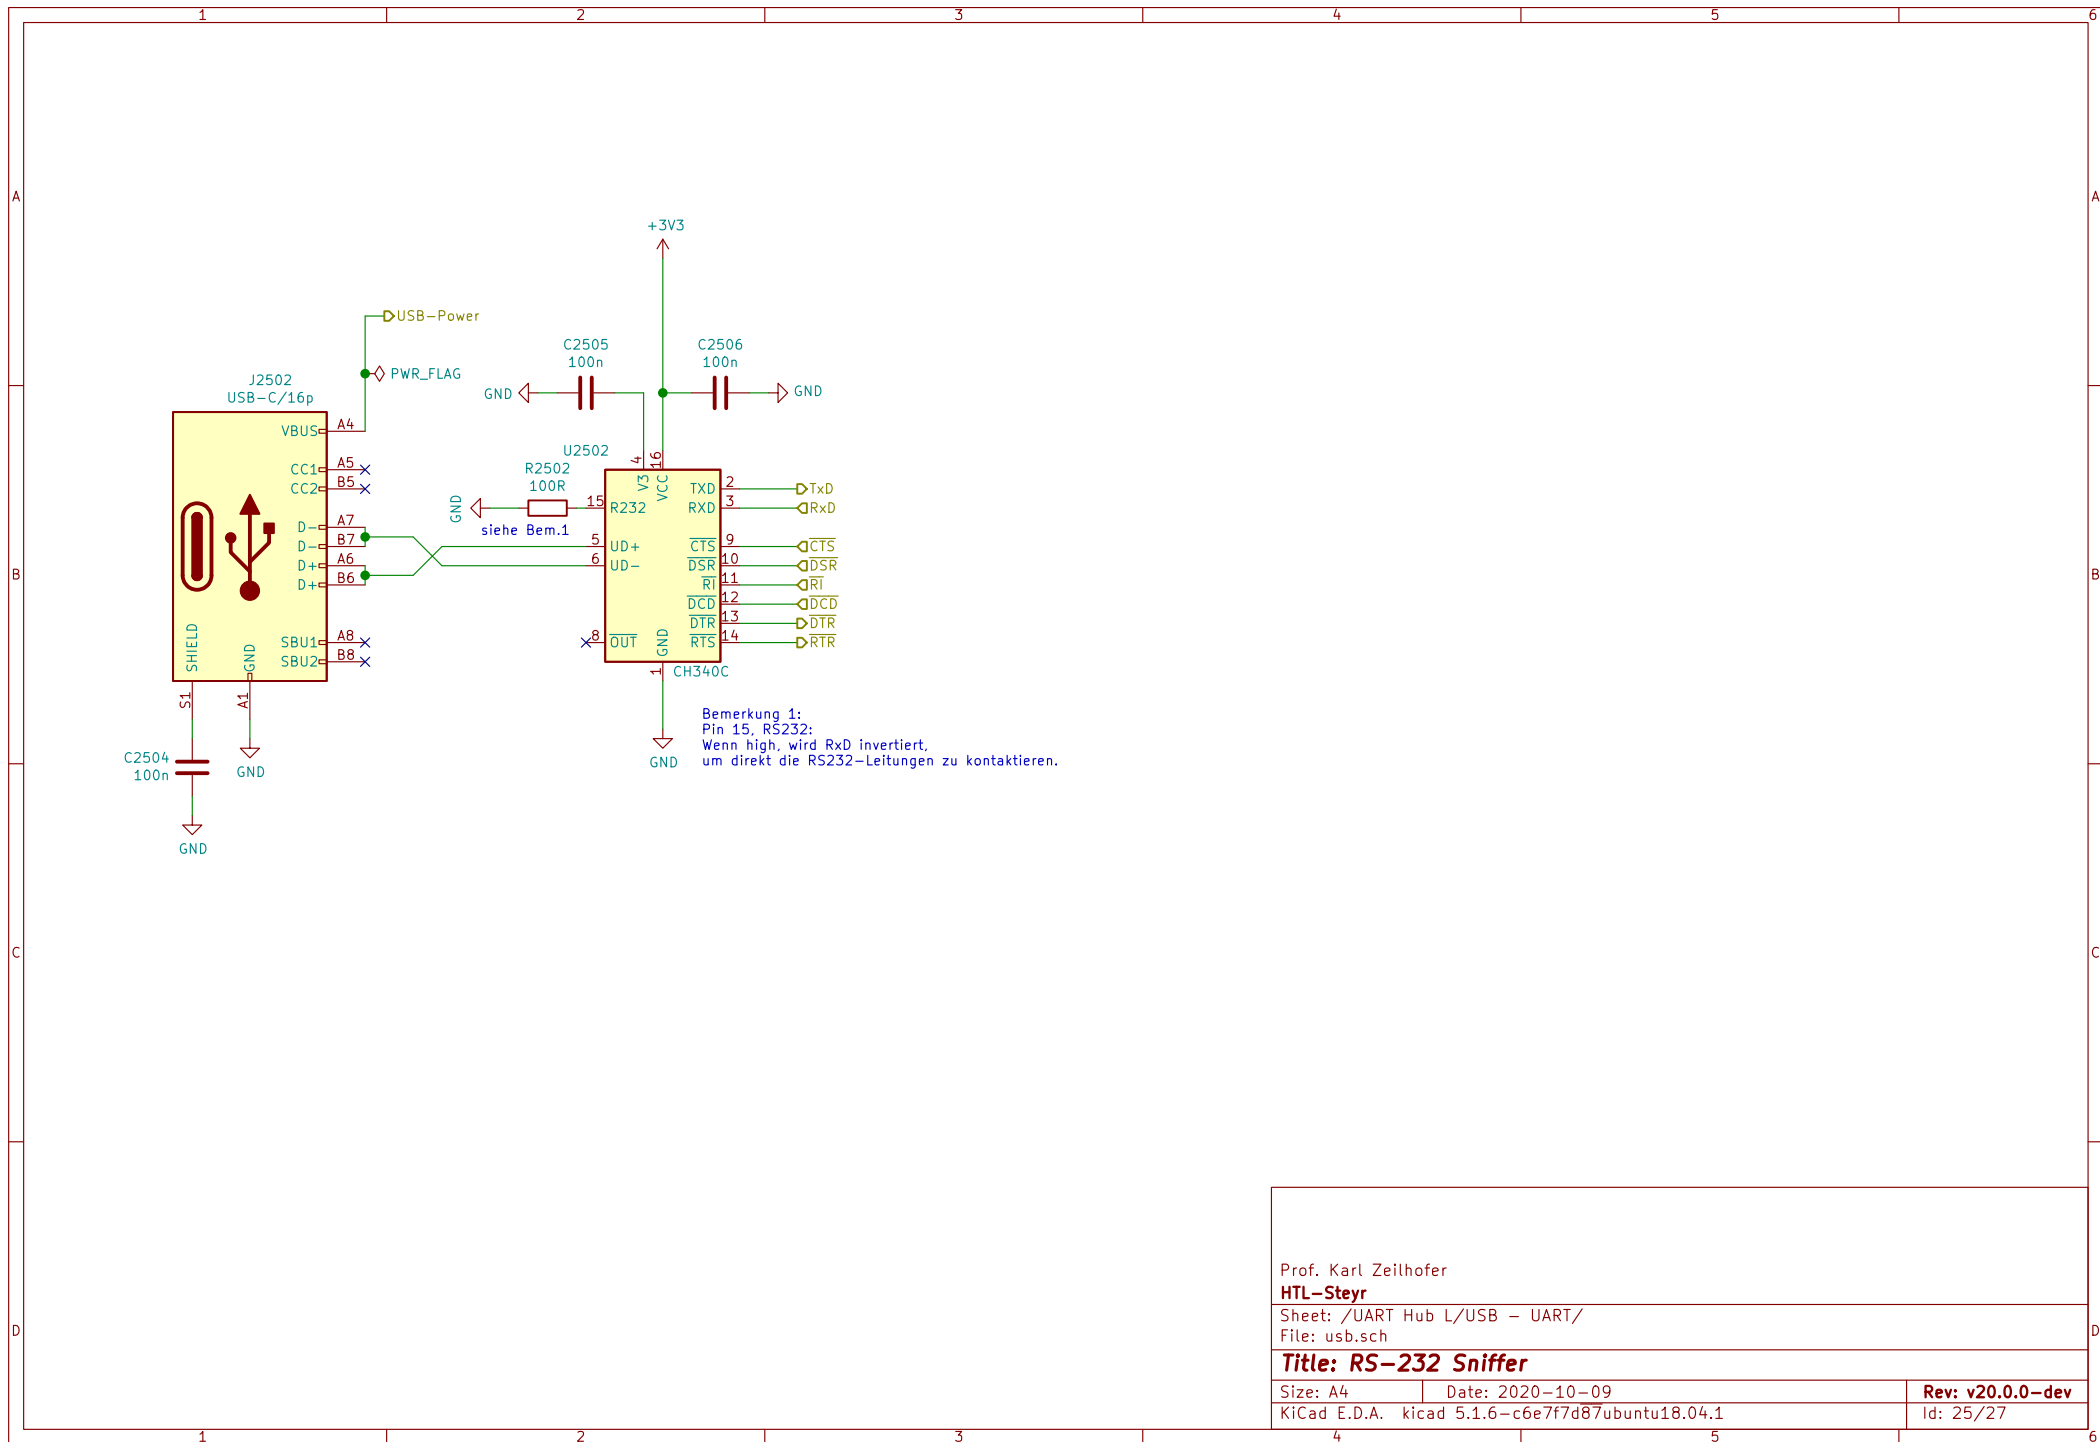 1 2 3 4 5 6
A A
+3V3
USB-Power
C2505 C2506
100n 100n
PWR_FLAG
GND GND
J2502
USB-C/16p
VBUS A4
CC1 A5
CC2 B5
D- A7
D- B7
D+ A6
D+ B6
SBU1 A8
SBU2 B8
SHIELD GND
S1 A1
U2502
R2502
100R
GND
siehe Bem.1
4 16
V3 VCC
15 R232
5 UD+
6 UD-
8 OUT
GND
1
TXD 2 TxD
RXD 3 RxD
CTS 9 CTS
DSR 10 DSR
RI 11 RI
DCD 12 DCD
DTR 13 DTR
RTS 14 RTR
CH340C
B B
Bemerkung 1:
Pin 15, RS232:
Wenn high, wird RxD invertiert,
um direkt die RS232-Leitungen zu kontaktieren.
GND
C2504
100n
GND
GND
C C
Prof. Karl Zeilhofer
HTL-Steyr
Sheet: /UART Hub L/USB - UART/
File: usb.sch
D D
Title: RS-232 Sniffer
Size: A4 Date: 2020-10-09 Rev: v20.0.0-dev
KiCad E.D.A. kicad 5.1.6-c6e7f7d87ubuntu18.04.1 Id: 25/27
1 2 3 4 5 6